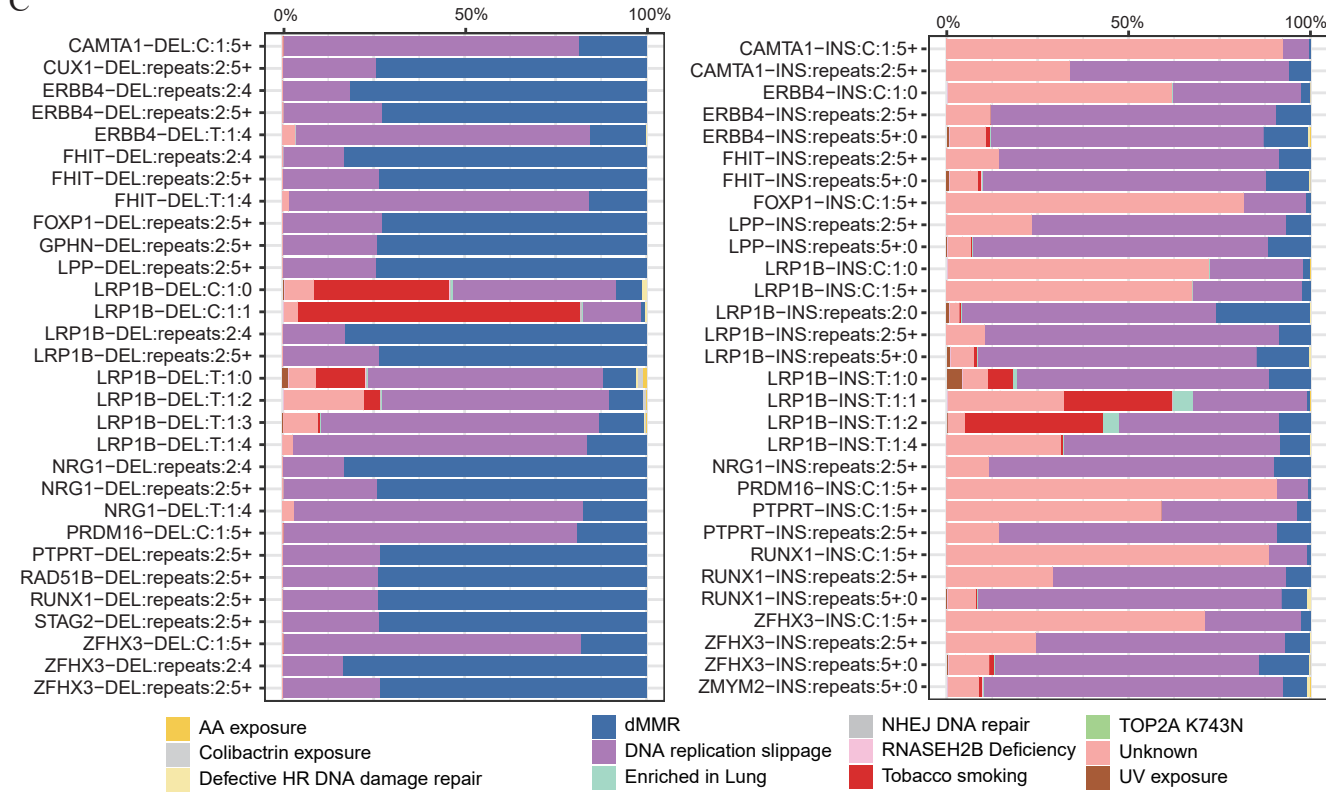 C
0% 50% 100%
CAMTA1−DEL:C:1:5+
CUX1−DEL:repeats:2:5+
ERBB4−DEL:repeats:2:4
ERBB4−DEL:repeats:2:5+
ERBB4−DEL:T:1:4
FHIT−DEL:repeats:2:4
FHIT−DEL:repeats:2:5+
FHIT−DEL:T:1:4
FOXP1−DEL:repeats:2:5+
GPHN−DEL:repeats:2:5+
LPP−DEL:repeats:2:5+
LRP1B−DEL:C:1:0
LRP1B−DEL:C:1:1
LRP1B−DEL:repeats:2:4
LRP1B−DEL:repeats:2:5+
LRP1B−DEL:T:1:0
LRP1B−DEL:T:1:2
LRP1B−DEL:T:1:3
LRP1B−DEL:T:1:4
NRG1−DEL:repeats:2:4
NRG1−DEL:repeats:2:5+
NRG1−DEL:T:1:4
PRDM16−DEL:C:1:5+
PTPRT−DEL:repeats:2:5+
RAD51B−DEL:repeats:2:5+
RUNX1−DEL:repeats:2:5+
STAG2−DEL:repeats:2:5+
ZFHX3−DEL:C:1:5+
ZFHX3−DEL:repeats:2:4
ZFHX3−DEL:repeats:2:5+
0% 50% 100%
CAMTA1−INS:C:1:5+
CAMTA1−INS:repeats:2:5+
ERBB4−INS:C:1:0
ERBB4−INS:repeats:2:5+
ERBB4−INS:repeats:5+:0
FHIT−INS:repeats:2:5+
FHIT−INS:repeats:5+:0
FOXP1−INS:C:1:5+
LPP−INS:repeats:2:5+
LPP−INS:repeats:5+:0
LRP1B−INS:C:1:0
LRP1B−INS:C:1:5+
LRP1B−INS:repeats:2:0
LRP1B−INS:repeats:2:5+
LRP1B−INS:repeats:5+:0
LRP1B−INS:T:1:0
LRP1B−INS:T:1:1
LRP1B−INS:T:1:2
LRP1B−INS:T:1:4
NRG1−INS:repeats:2:5+
PRDM16−INS:C:1:5+
PTPRT−INS:C:1:5+
PTPRT−INS:repeats:2:5+
RUNX1−INS:C:1:5+
RUNX1−INS:repeats:2:5+
RUNX1−INS:repeats:5+:0
ZFHX3−INS:C:1:5+
ZFHX3−INS:repeats:2:5+
ZFHX3−INS:repeats:5+:0
ZMYM2−INS:repeats:5+:0
AA exposure
Colibactrin exposure
Defective HR DNA damage repair
dMMR
DNA replication slippage
Enriched in Lung
NHEJ DNA repair
RNASEH2B Deficiency
Tobacco smoking
TOP2A K743N
Unknown
UV exposure